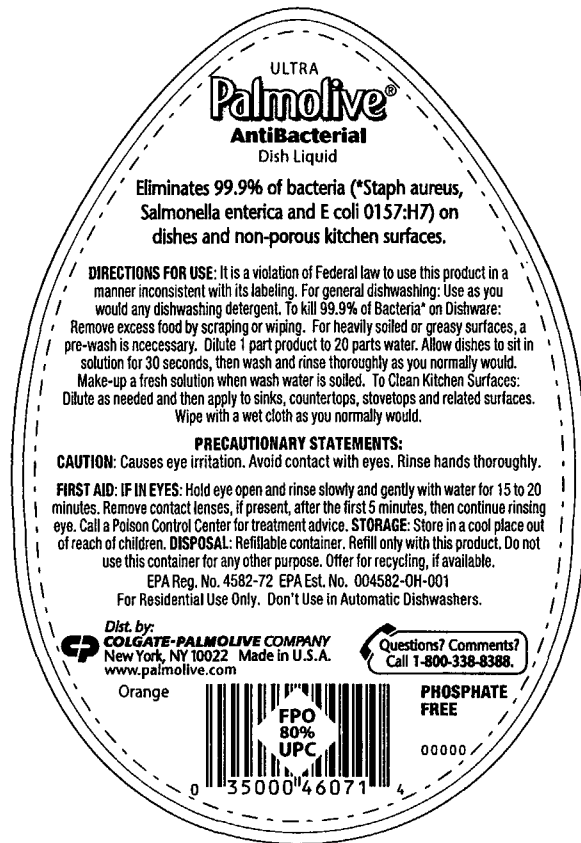 ULTRA
Palmolive®
AntiBacterial
Dish Liquid
Eliminates 99.9% of bacteria (*Staph aureus,
Salmonella enterica and E coli 0157:H7) on
dishes and non-porous kitchen surfaces.
DIRECTIONS FOR USE: It is a violation of Federal law to use this product in a
manner inconsistent with its labeling. For general dishwashing: Use as you
would any dishwashing detergent. To kill 99.9% of Bacteria* on Dishware:
Remove excess food by scraping or wiping. For heavily soiled or greasy surfaces, a
pre-wash is ncecessary. Dilute 1 part product to 20 parts water. Allow dishes to sit in
solution for 30 seconds, then wash and rinse thoroughly as you normally would.
Make-up a fresh solution when wash water is soiled. To Clean Kitchen Surfaces:
Dilute as needed and then apply to sinks, countertops, stovetops and related surfaces.
Wipe with a wet cloth as you normally would.
PRECAUTIONARY STATEMENTS:
CAUTION: Causes eye irritation. Avoid contact with eyes. Rinse hands thoroughly.
FIRST AID: IF IN EYES: Hold eye open and rinse slowly and gently with water for 15 to 20
minutes. Remove contact lenses, if present, after the first 5 minutes, then continue rinsing
eye. Call a Poison Control Center for treatment advice. STORAGE: Store in a cool place out
of reach of children. DISPOSAL: Refillable container. Refill only with this product. Do not
use this container for any other purpose. Offer for recycling, if available.
EPA Reg. No. 4582-72 EPA Est. No. 004582-OH-001
For Residential Use Only. Don't Use in Automatic Dishwashers.
Dist. by:
CP COLGATE-PALMOLIVE COMPANY
New York, NY 10022 Made in U.S.A.
www.palmolive.com
Questions? Comments?
Call 1-800-338-8388.
Orange
FPO
80%
UPC
PHOSPHATE
FREE
00000
0 35000 46071 4